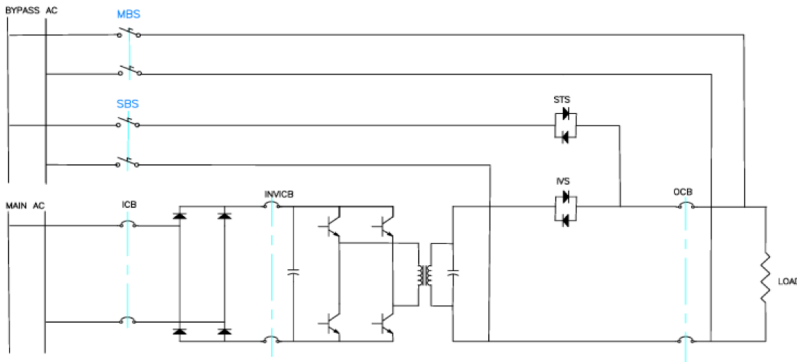 BYPASS AC
MBS
SBS
STS
IVS
MAIN AC
ICB
INVICB
OCB
LOAD